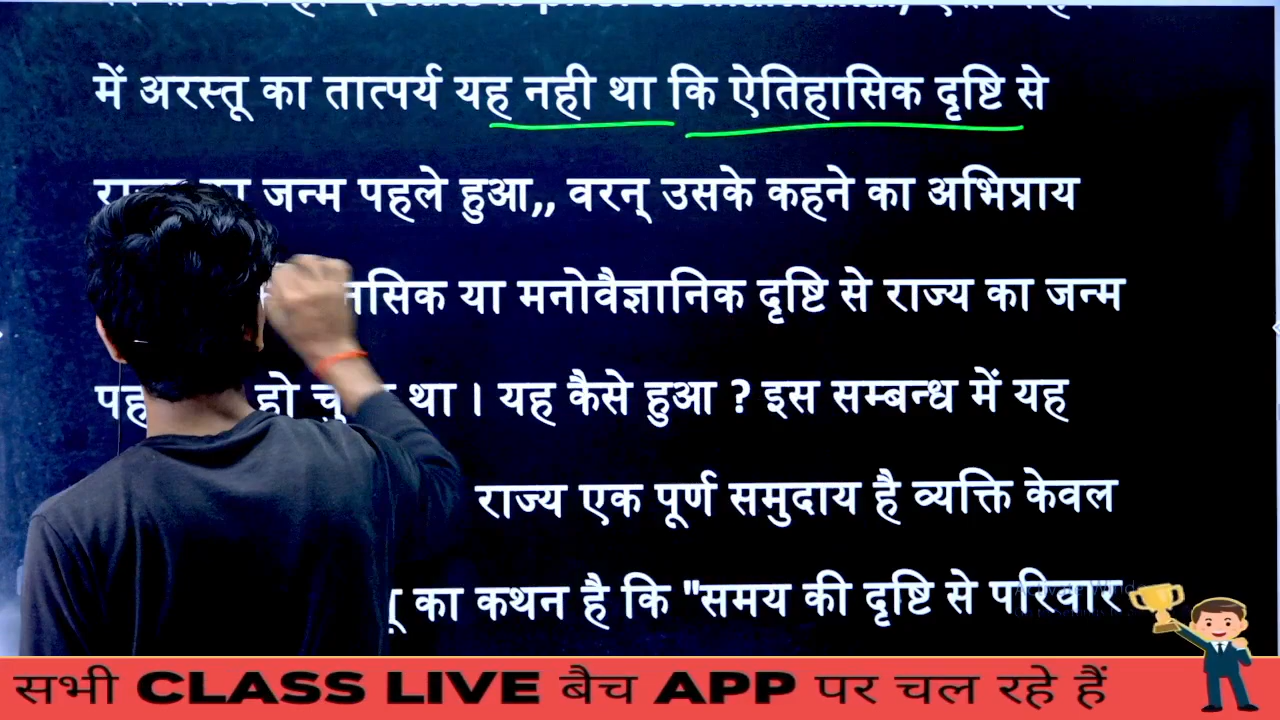 में अरस्तू का तात्पर्य यह नही था कि ऐतिहासिक दृष्टि से
जन्म पहले हुआ,, वरन् उसके कहने का अभिप्राय
या मनोवैज्ञानिक दृष्टि से राज्य का जन्म
हो था । यह कैसे हुआ ? इस सम्बन्ध में यह
राज्य एक पूर्ण समुदाय है व्यक्ति केवल
का कथन है कि "समय की दृष्टि से परिवार
सभी CLASS LIVE बैच APP पर चल रहे हैं